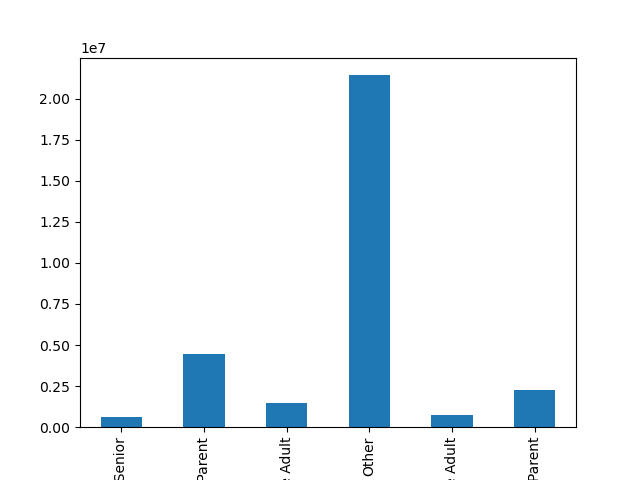 1e7
2.00
1.75
1.50
1.25
1.00
0.75
0.50
0.25
0.00
Senior
Parent
Adult
Other
Adult
Parent